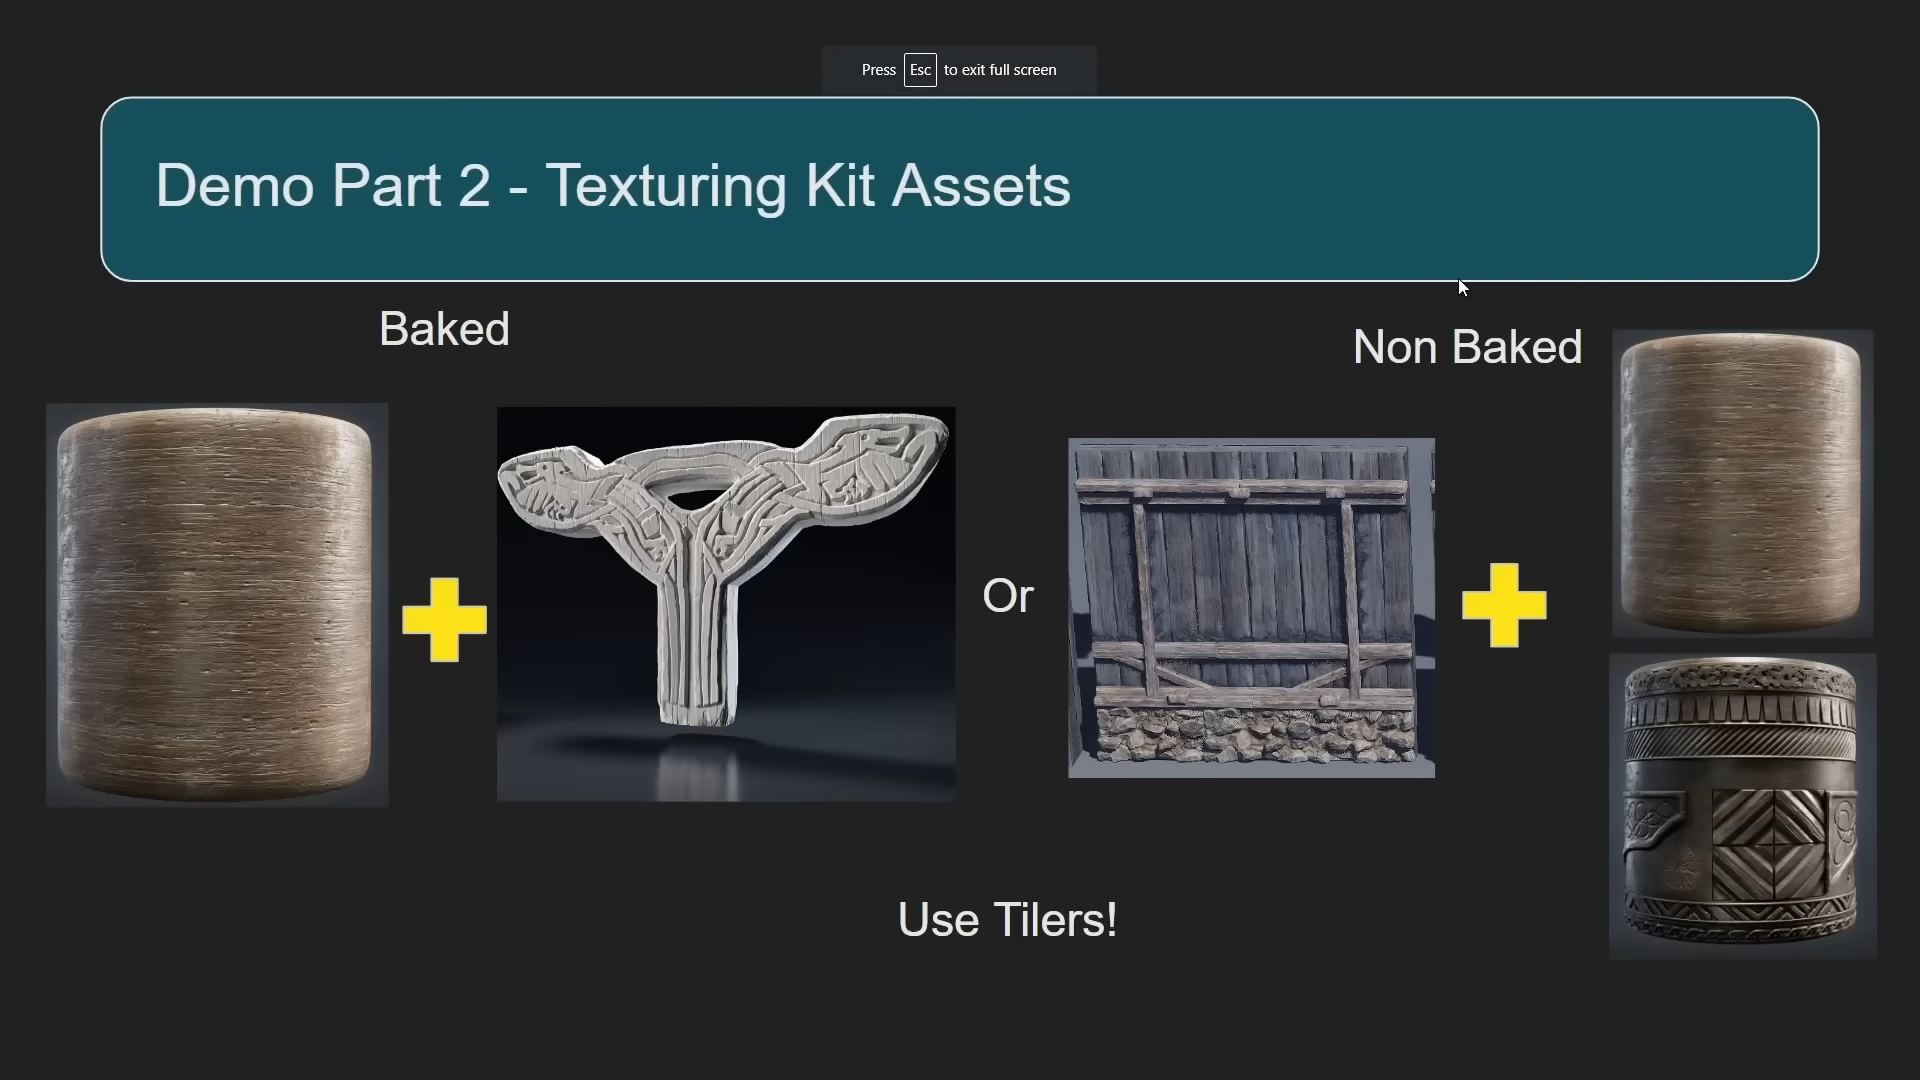 Press Esc to exit full screen
Demo Part 2 - Texturing Kit Assets
Baked
Non Baked
Or
Use Tilers!